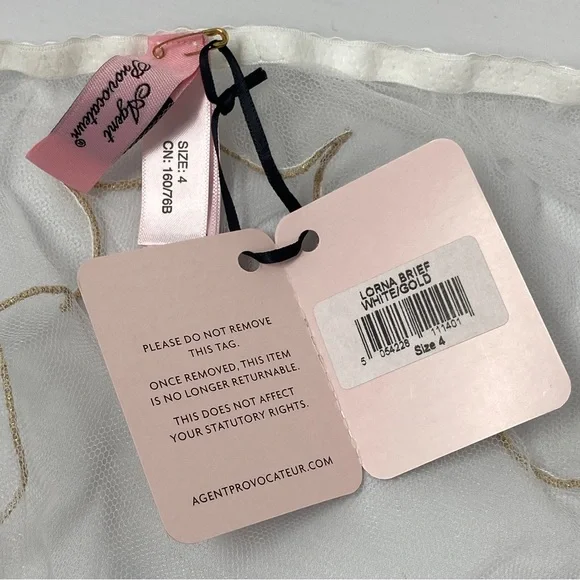 Agent
Provocateur®
SIZE: 4
CN: 160/76B
PLEASE DO NOT REMOVE
THIS TAG.
ONCE REMOVED, THIS ITEM
IS NO LONGER RETURNABLE.
THIS DOES NOT AFFECT
YOUR STATUTORY RIGHTS.
AGENTPROVOCATEUR.COM
LORNA BRIEF
WHITE/GOLD
5 054228 111401
Size 4